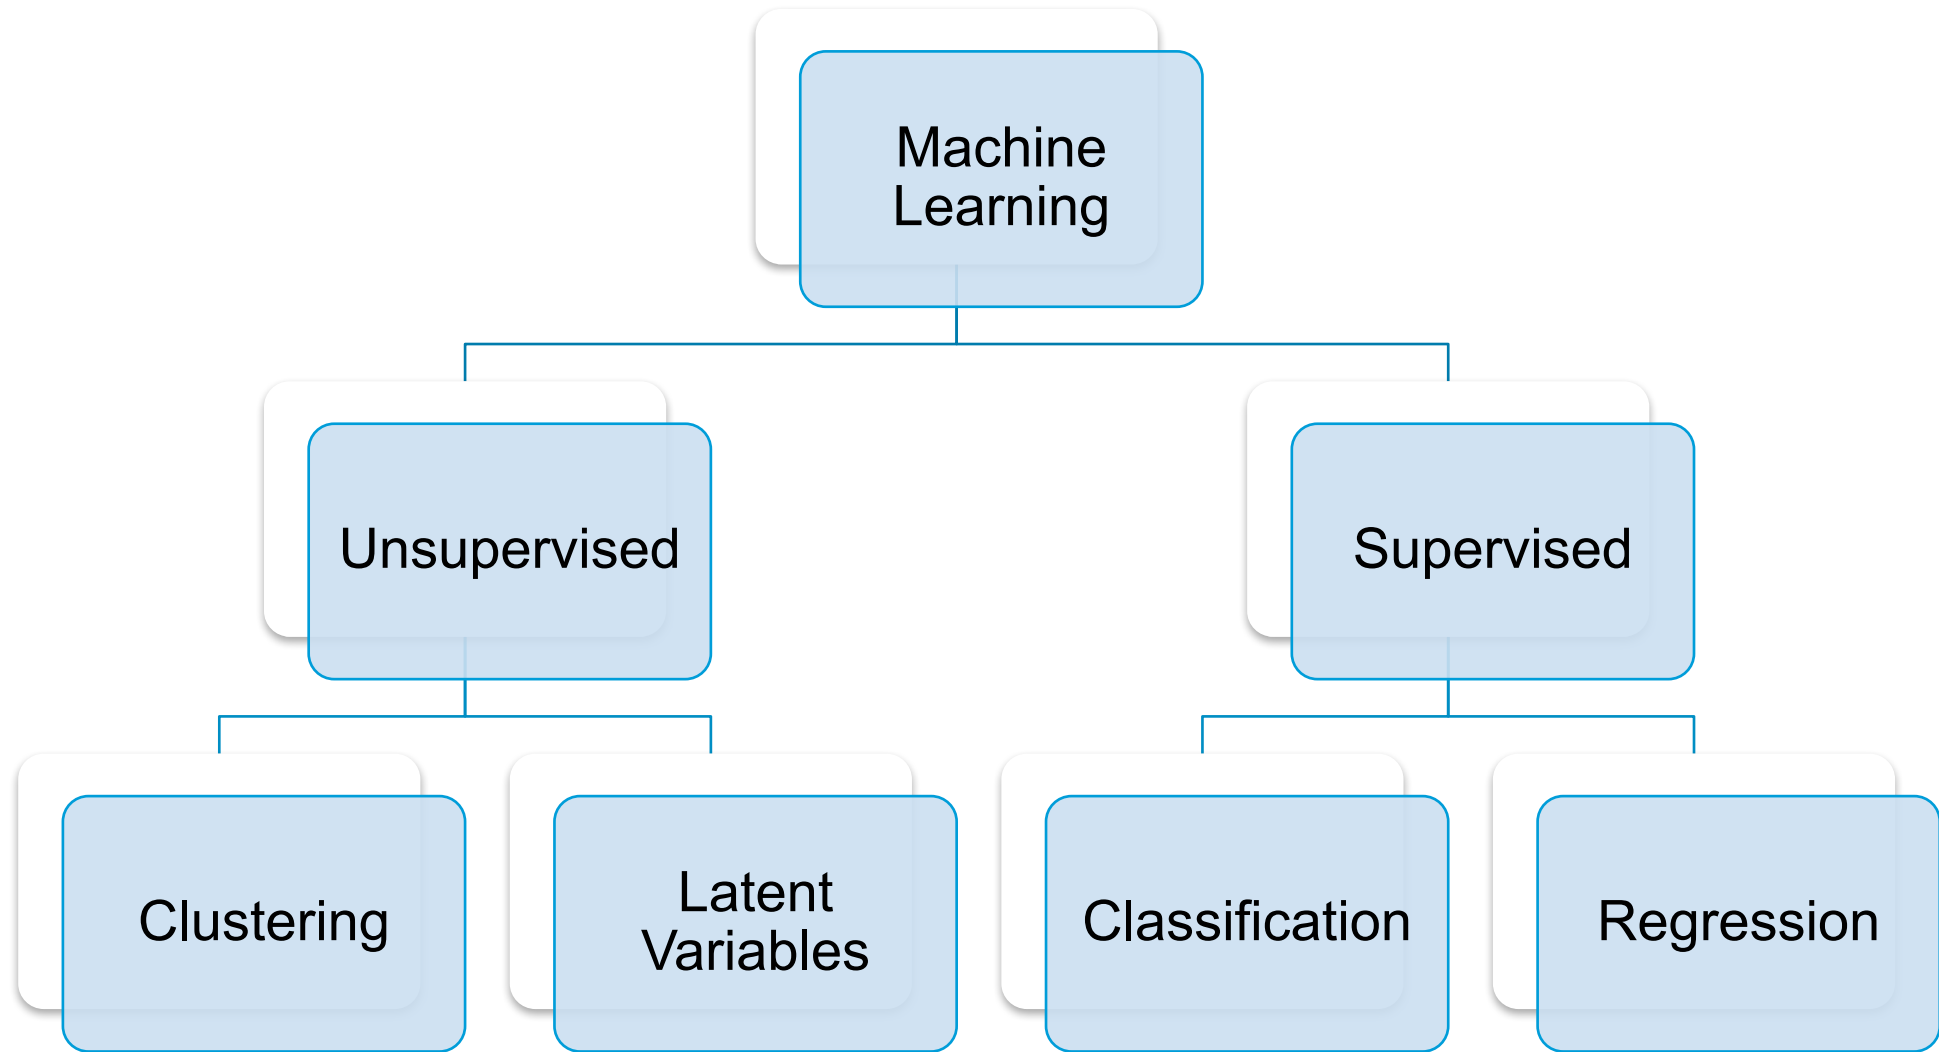 Machine
Learning
Unsupervised
Supervised
Clustering
Latent
Variables
Classification
Regression